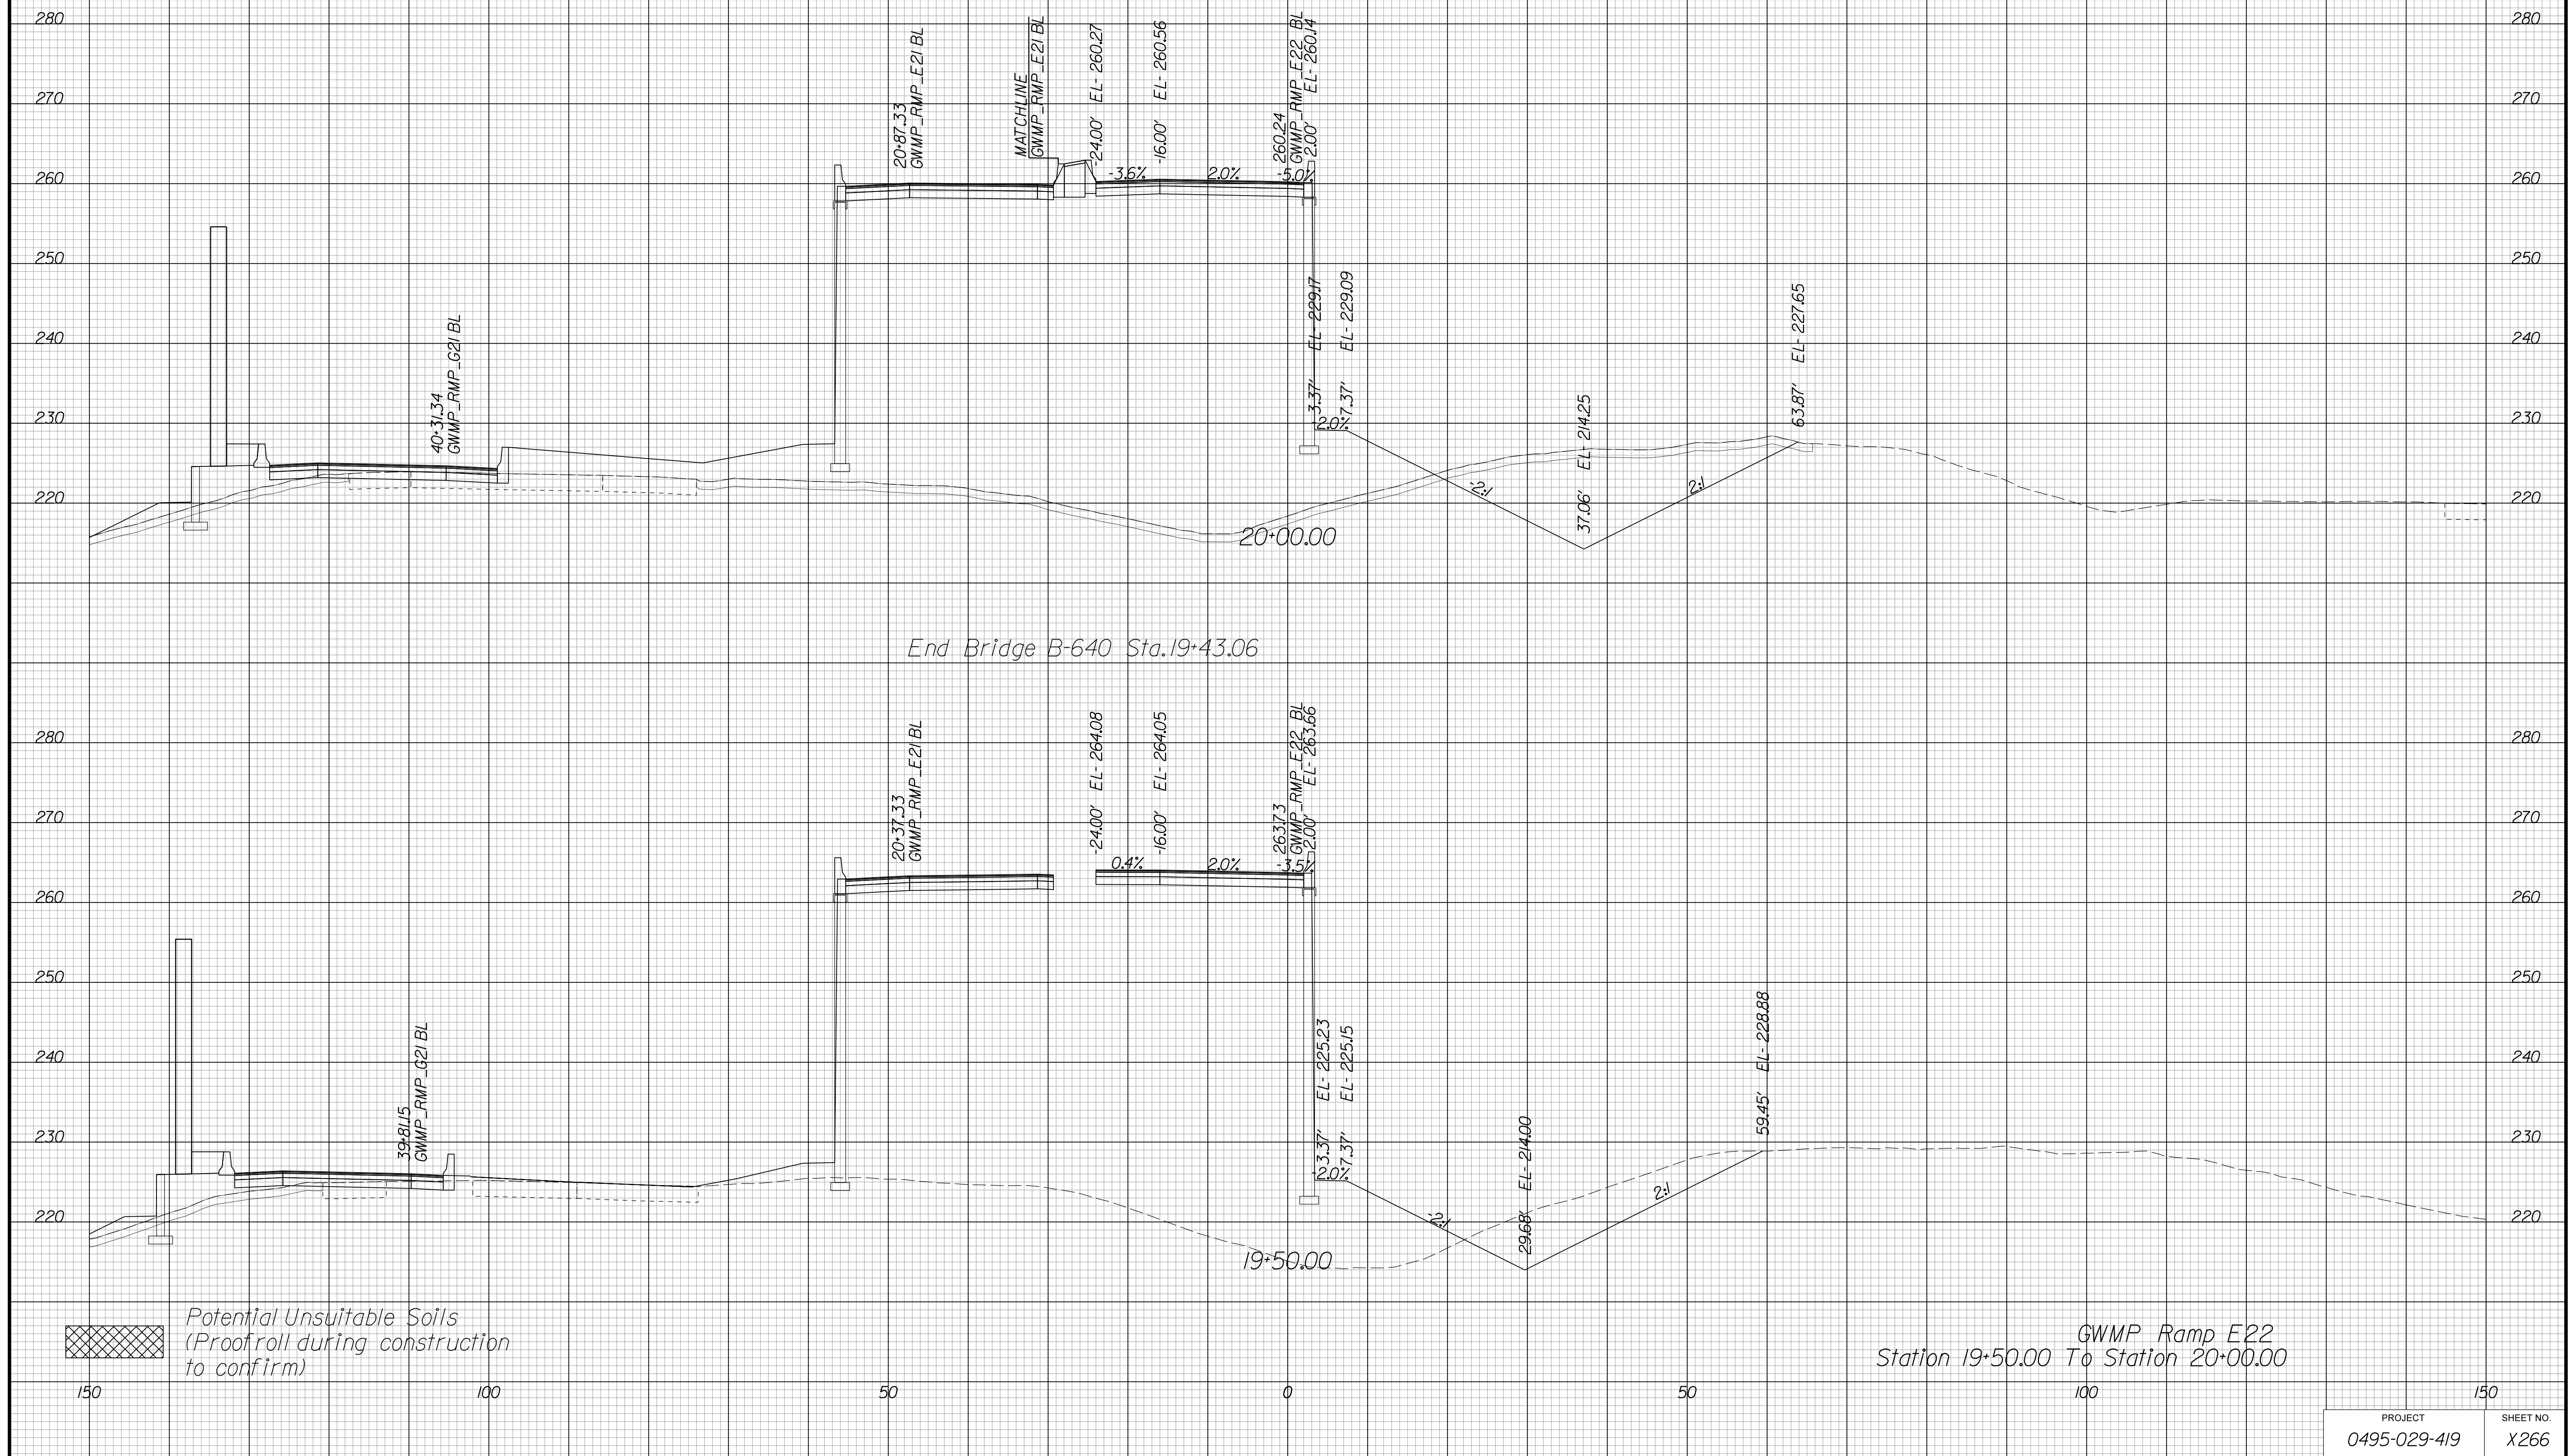 280 280
270 270
260 260
250 250
240 240
230 230
220 220
20+87.33
GWMP_RMP_E21 BL
MATCHLINE
GWMP_RMP_E21 BL
-24.00' EL- 260.27
-16.00' EL- 260.56
260.24
GWMP_RMP_E22 BL
2.00' EL- 260.14
-3.6%
2.0%
-5.0%
40+31.34
GWMP_RMP_G21 BL
3.37' EL- 229.17
7.37' EL- 229.09
-2.0%
-2:1
37.06' EL- 214.25
2:1
63.87' EL- 227.65
20+00.00
End Bridge B-640 Sta.19+43.06
280 280
270 270
260 260
250 250
240 240
230 230
220 220
20+37.33
GWMP_RMP_E21 BL
-24.00' EL- 264.08
-16.00' EL- 264.05
263.73
GWMP_RMP_E22 BL
2.00' EL- 263.66
0.4%
2.0%
-3.5%
39+81.15
GWMP_RMP_G21 BL
3.37' EL- 225.23
7.37' EL- 225.15
-2.0%
-2:1
29.68' EL- 214.00
2:1
59.45' EL- 228.88
19+50.00
Potential Unsuitable Soils
(Proofroll during construction
to confirm)
GWMP Ramp E22
Station 19+50.00 To Station 20+00.00
150 100 50 0 50 100 150
PROJECT
0495-029-419
SHEET NO.
X266